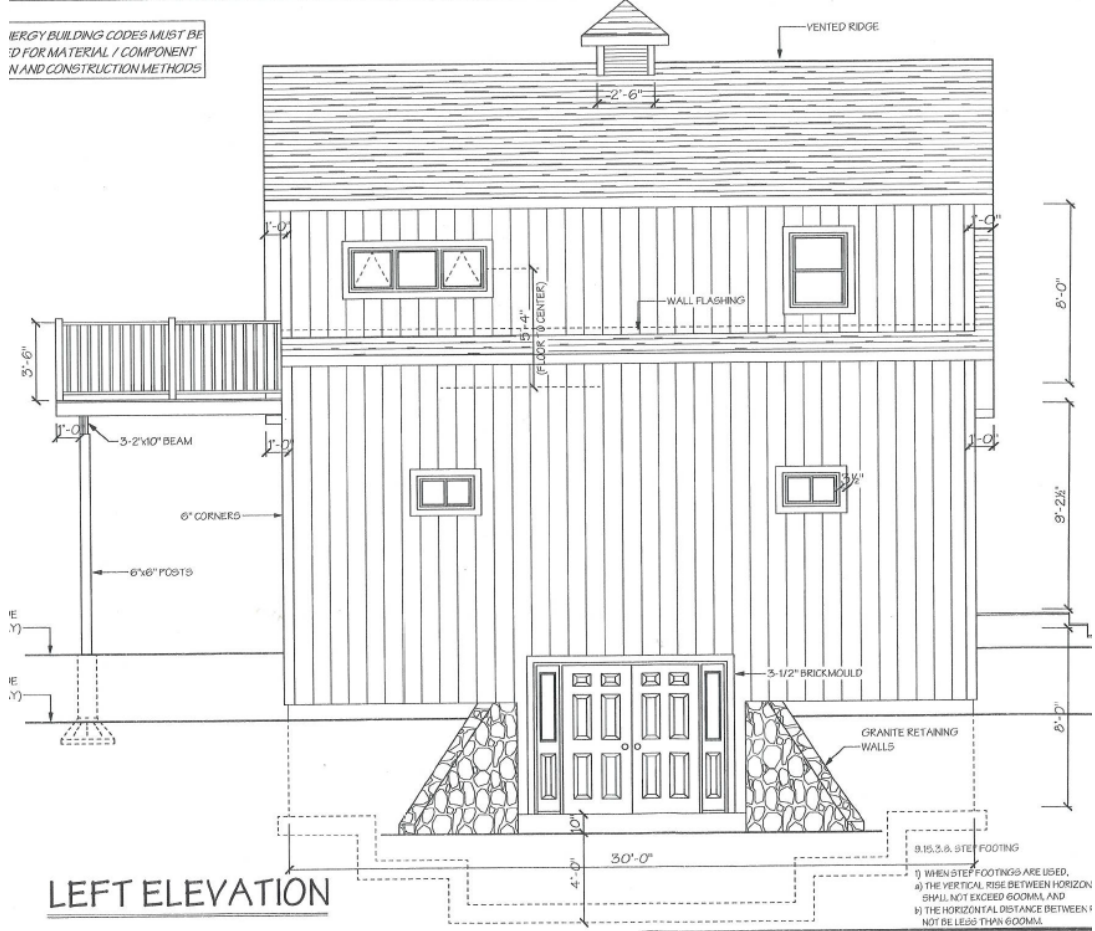 VENTED RIDGE
ERGY BUILDING CODES MUST BE
D FOR MATERIAL / COMPONENT
N AND CONSTRUCTION METHODS
2'-6"
1'-0"
1'-0"
WALL FLASHING
5'-4"
(FLOOR TO CENTER)
8'-0"
3'-6"
1'-0"
3-2"x10" BEAM
1'-0"
1'-0"
3½"
9'-2½"
6" CORNERS
6"x6" POSTS
E
Y)
3-1/2" BRICKMOULD
E
Y)
GRANITE RETAINING
WALLS
8'-0"
10"
30'-0"
4'-0"
LEFT ELEVATION
9.15.3.8. STEP FOOTING
1) WHEN STEP FOOTINGS ARE USED,
a) THE VERTICAL RISE BETWEEN HORIZON
SHALL NOT EXCEED 600MM, AND
b) THE HORIZONTAL DISTANCE BETWEEN
NOT BE LESS THAN 600MM.